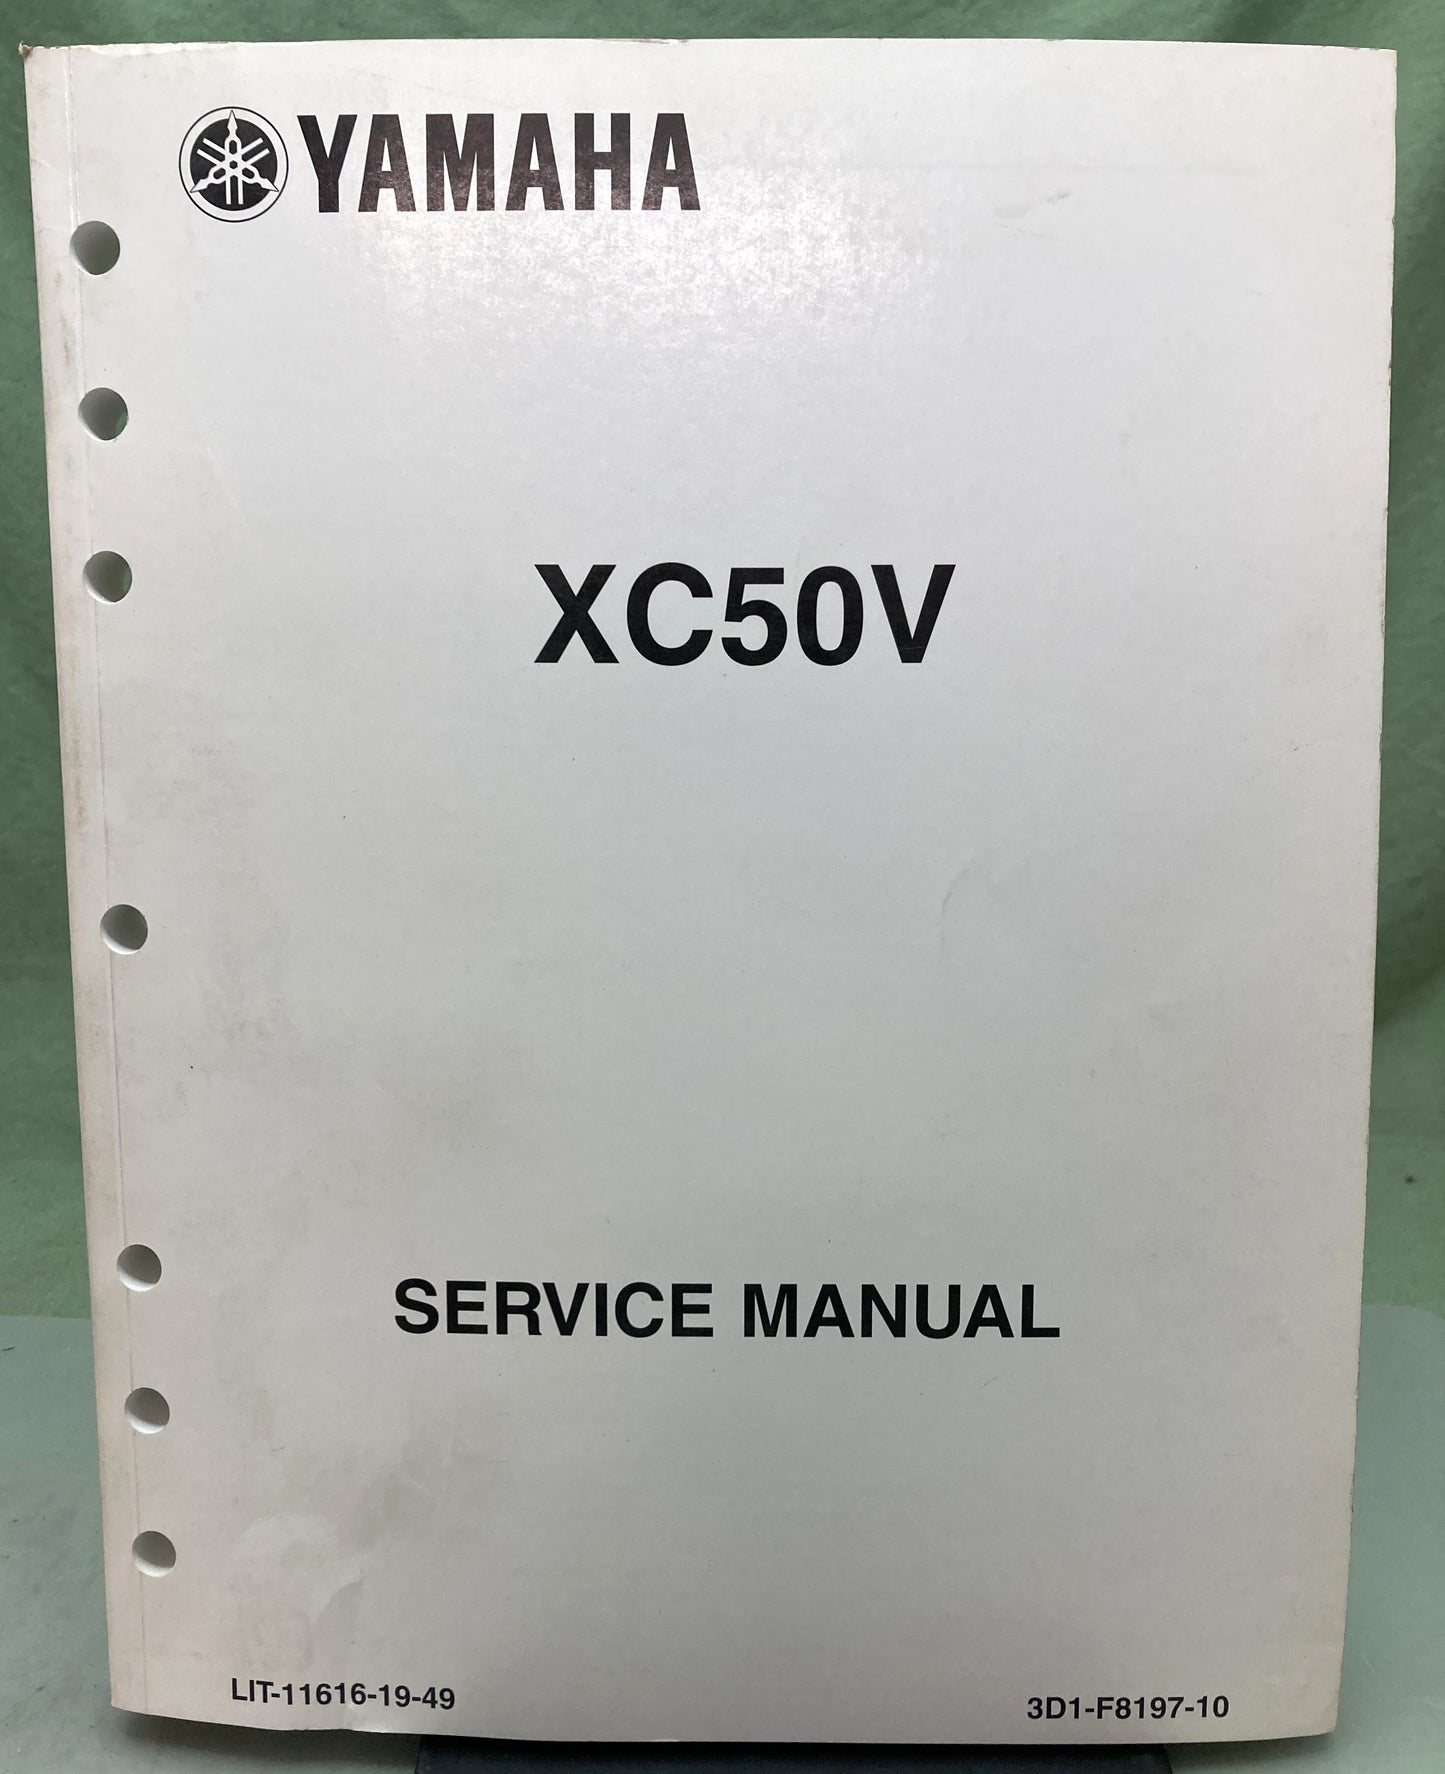 YAMAHA
XC50V
SERVICE MANUAL
LIT-11616-19-49
3D1-F8197-10